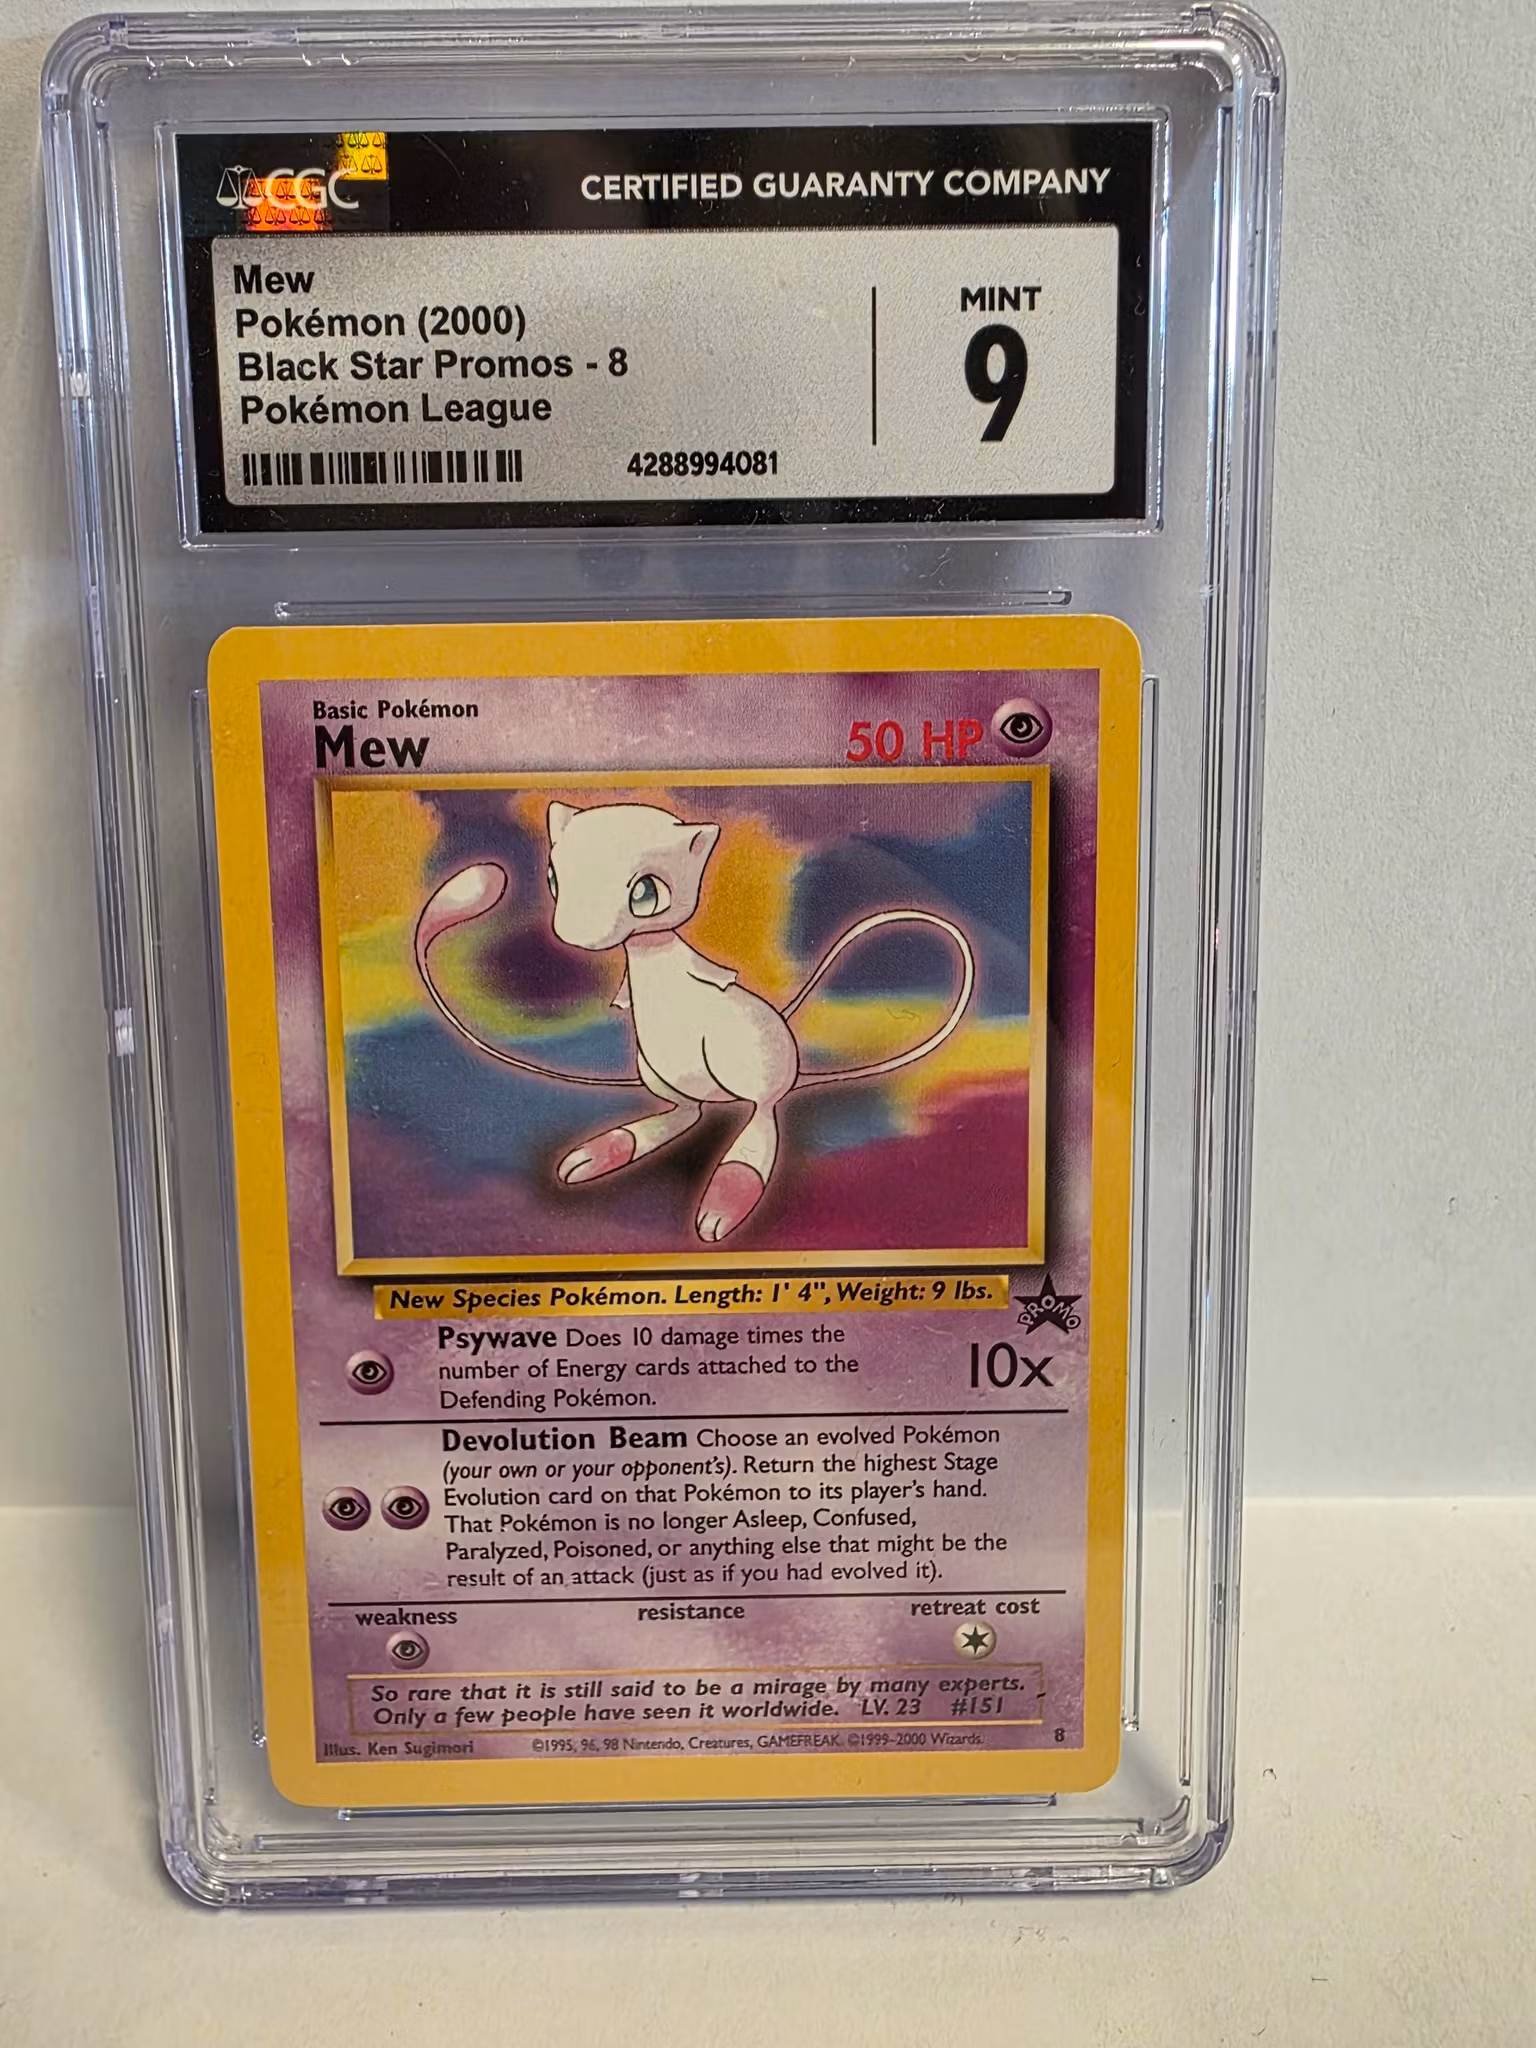 CGC
CERTIFIED GUARANTY COMPANY
Mew
Pokémon (2000)
Black Star Promos - 8
Pokémon League
4288994081
MINT
9
Basic Pokémon
Mew
50 HP
New Species Pokémon. Length: 1' 4", Weight: 9 lbs.
PROMO
Psywave Does 10 damage times the
number of Energy cards attached to the
Defending Pokémon.
10x
Devolution Beam Choose an evolved Pokémon
(your own or your opponent's). Return the highest Stage
Evolution card on that Pokémon to its player's hand.
That Pokémon is no longer Asleep, Confused,
Paralyzed, Poisoned, or anything else that might be the
result of an attack (just as if you had evolved it).
weakness
resistance
retreat cost
So rare that it is still said to be a mirage by many experts.
Only a few people have seen it worldwide. LV. 23 #151
Illus. Ken Sugimori
©1995, 96, 98 Nintendo, Creatures, GAMEFREAK. ©1999-2000 Wizards.
8